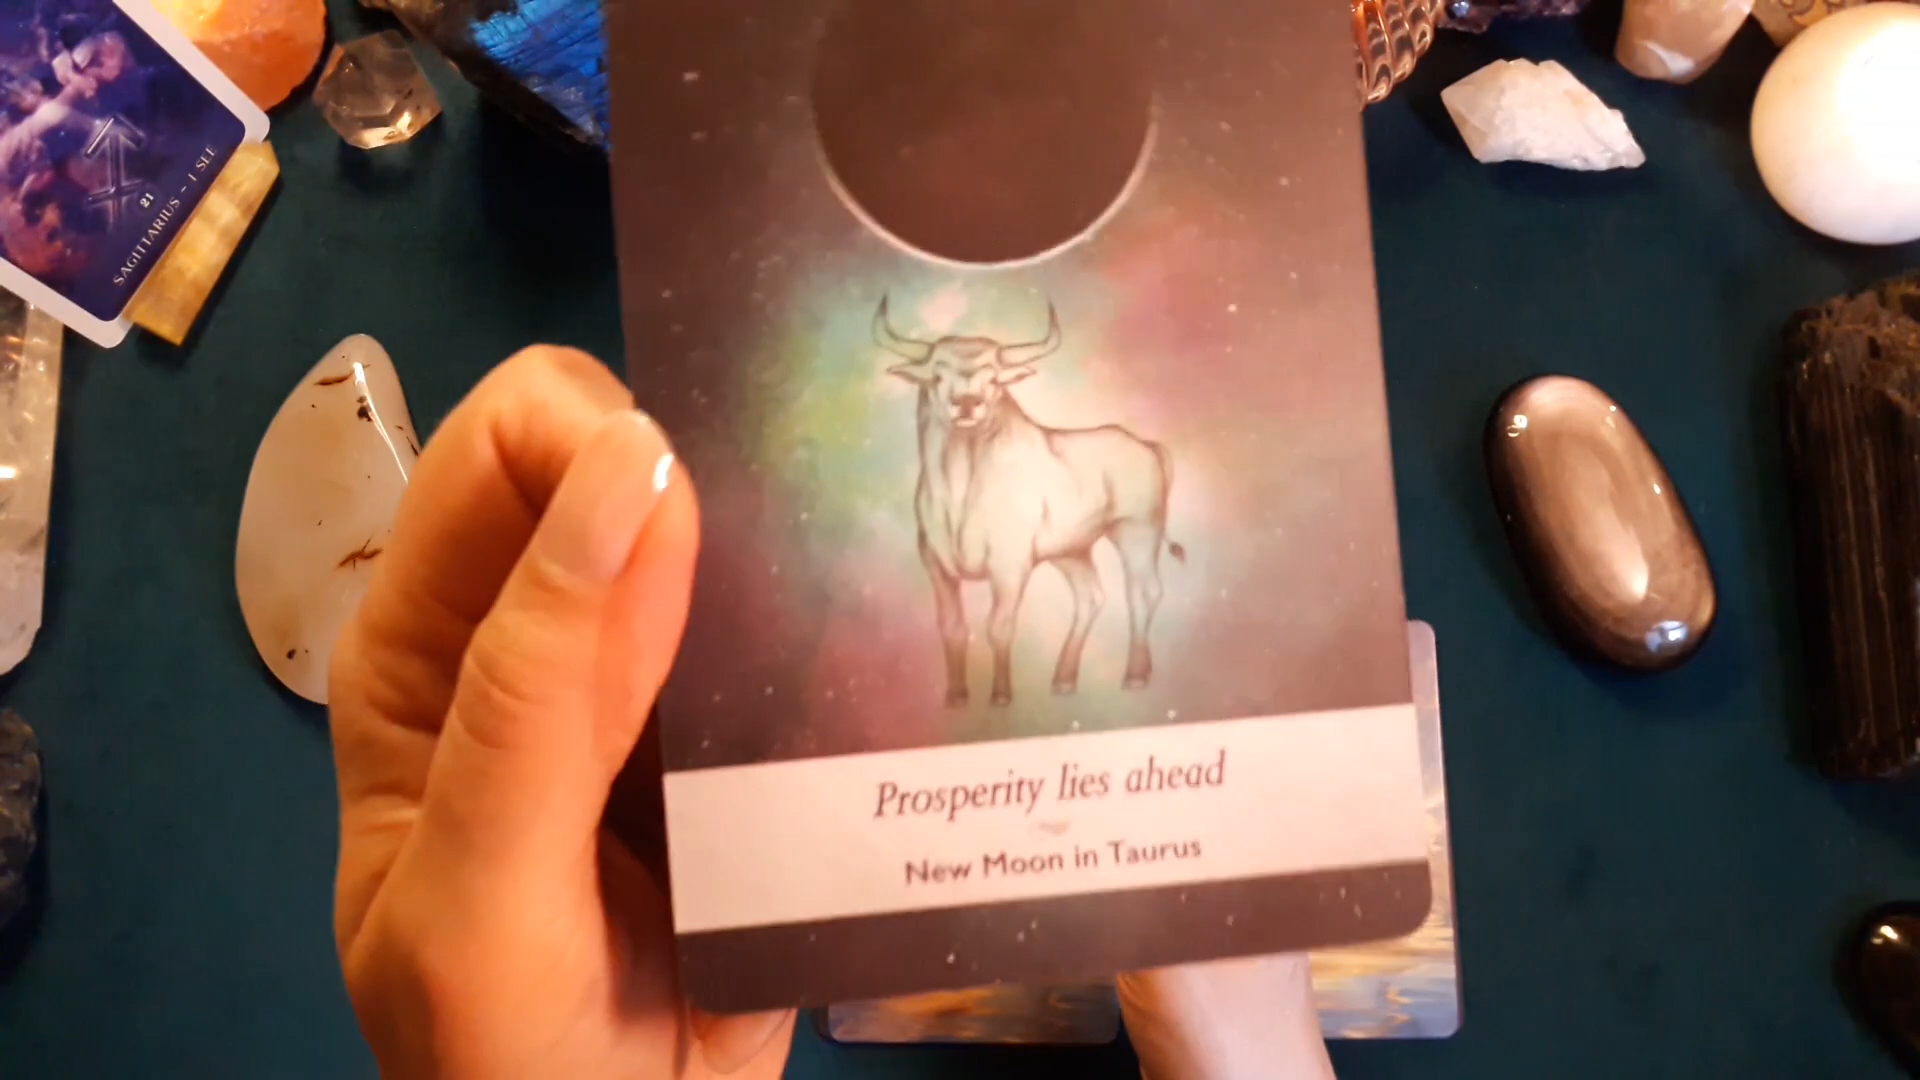 21
SAGITTARIUS - I SEE
Prosperity lies ahead
New Moon in Taurus